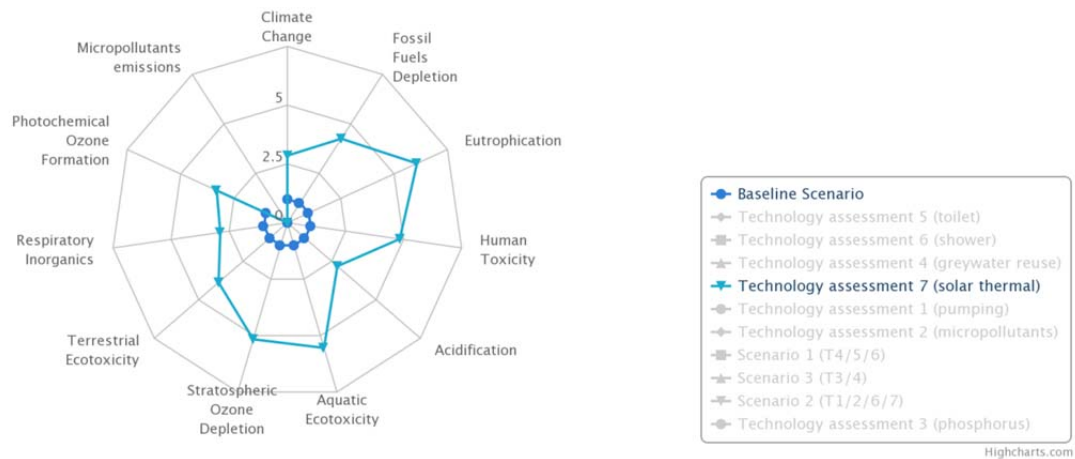 Climate
Change
Fossil
Fuels
Depletion
Eutrophication
Human
Toxicity
Acidification
Aquatic
Ecotoxicity
Stratospheric
Ozone
Depletion
Terrestrial
Ecotoxicity
Respiratory
Inorganics
Photochemical
Ozone
Formation
Micropollutants
emissions
5
2.5
0
Baseline Scenario
Technology assessment 5 (toilet)
Technology assessment 6 (shower)
Technology assessment 4 (greywater reuse)
Technology assessment 7 (solar thermal)
Technology assessment 1 (pumping)
Technology assessment 2 (micropollutants)
Scenario 1 (T4/5/6)
Scenario 3 (T3/4)
Scenario 2 (T1/2/6/7)
Technology assessment 3 (phosphorus)
Highcharts.com